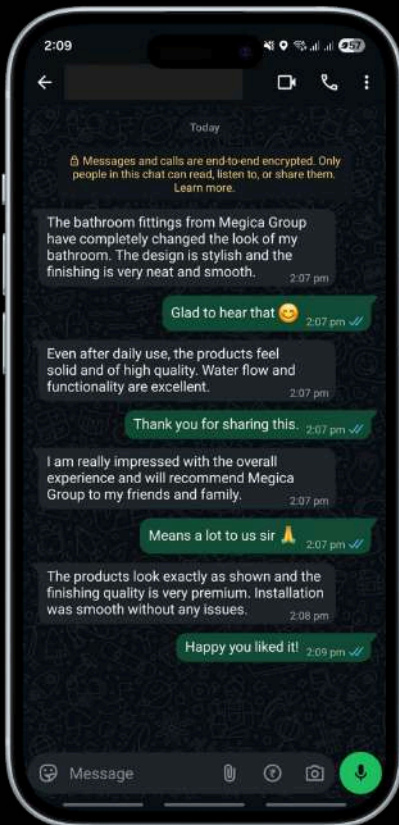 2:09
57
Today
Messages and calls are end-to-end encrypted. Only
people in this chat can read, listen to, or share them.
Learn more.
The bathroom fittings from Megica Group
have completely changed the look of my
bathroom. The design is stylish and the
finishing is very neat and smooth.
2:07 pm
Glad to hear that 😊 2:07 pm
Even after daily use, the products feel
solid and of high quality. Water flow and
functionality are excellent.
2:07 pm
Thank you for sharing this. 2:07 pm
I am really impressed with the overall
experience and will recommend Megica
Group to my friends and family.
2:07 pm
Means a lot to us sir 🙏 2:07 pm
The products look exactly as shown and the
finishing quality is very premium. Installation
was smooth without any issues.
2:08 pm
Happy you liked it! 2:09 pm
Message
₹